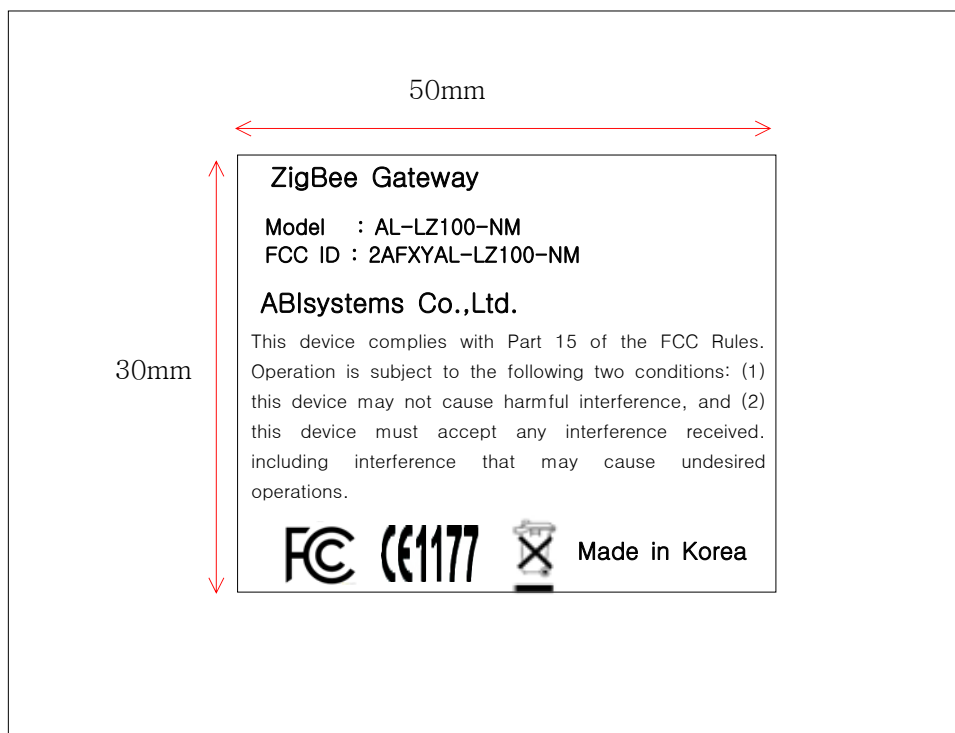 50mm
ZigBee Gateway
Model : AL-LZ100-NM
FCC ID : 2AFXYAL-LZ100-NM
ABIsystems Co.,Ltd.
30mm
This device complies with Part 15 of the FCC Rules.
Operation is subject to the following two conditions: (1)
this device may not cause harmful interference, and (2)
this device must accept any interference received.
including interference that may cause undesired
operations.
FC CE1177 Made in Korea